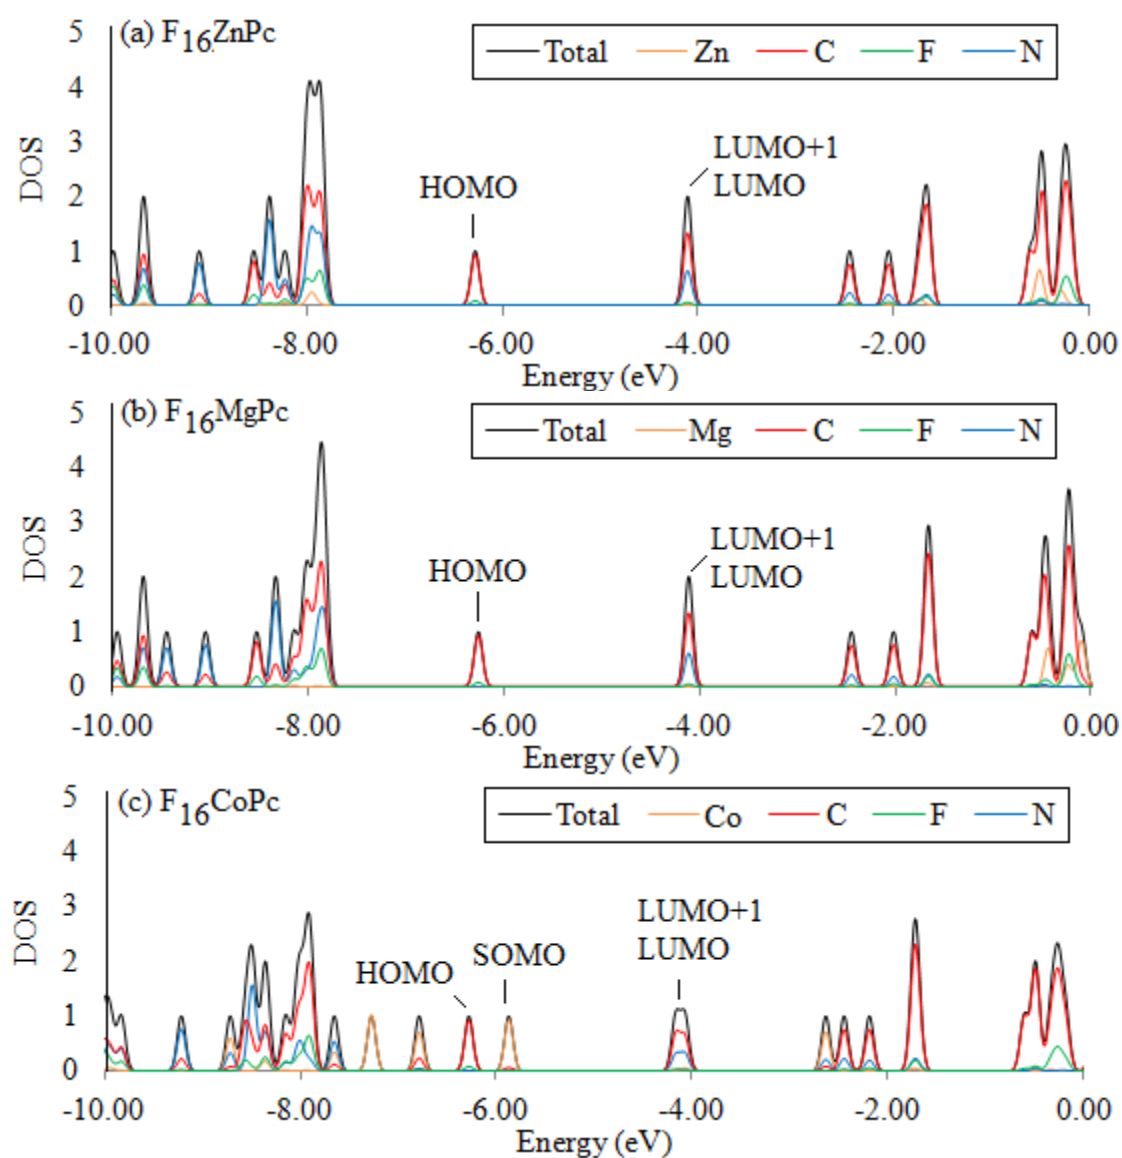 (a) F16ZnPc
Total Zn C F N
5
4
3
2
1
0
DOS
HOMO
LUMO+1
LUMO
-10.00 -8.00 -6.00 -4.00 -2.00 0.00
Energy (eV)
(b) F16MgPc
Total Mg C F N
5
4
3
2
1
0
DOS
HOMO
LUMO+1
LUMO
-10.00 -8.00 -6.00 -4.00 -2.00 0.00
Energy (eV)
(c) F16CoPc
Total Co C F N
5
4
3
2
1
0
DOS
HOMO
SOMO
LUMO+1
LUMO
-10.00 -8.00 -6.00 -4.00 -2.00 0.00
Energy (eV)